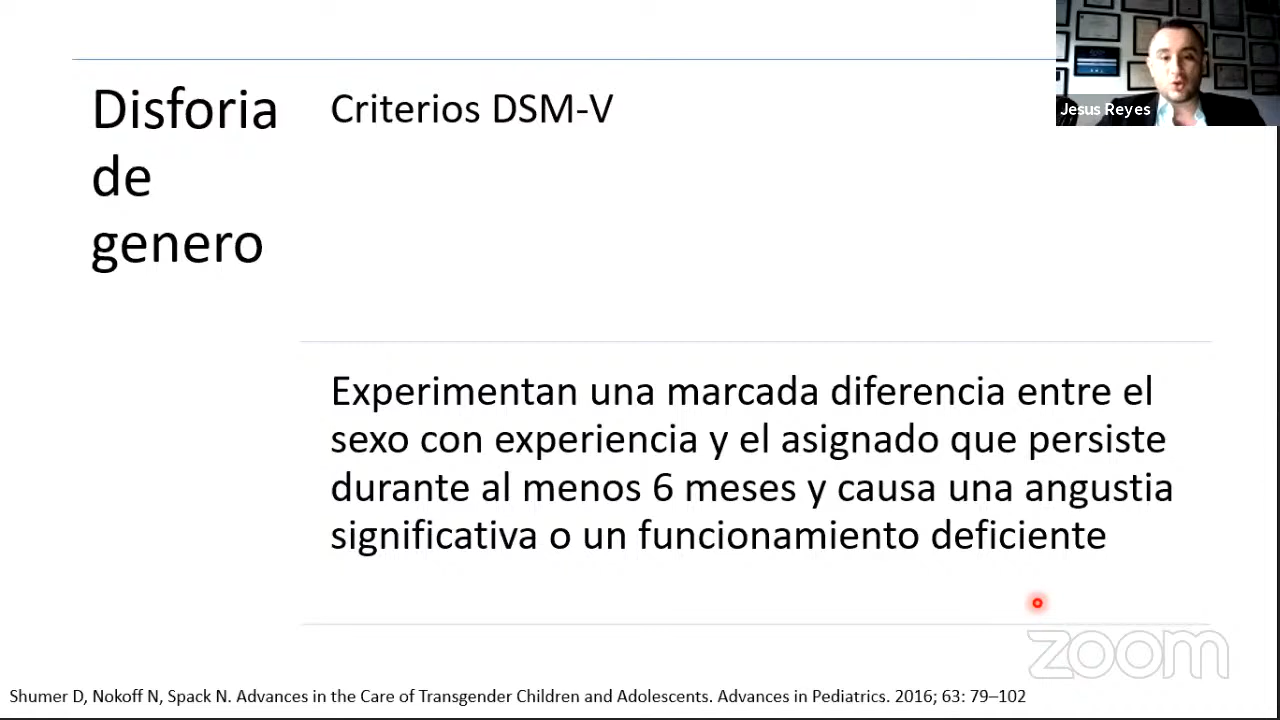 Disforia
de
genero
Criterios DSM-V
Jesus Reyes
Experimentan una marcada diferencia entre el
sexo con experiencia y el asignado que persiste
durante al menos 6 meses y causa una angustia
significativa o un funcionamiento deficiente
zoom
Shumer D, Nokoff N, Spack N. Advances in the Care of Transgender Children and Adolescents. Advances in Pediatrics. 2016; 63: 79–102